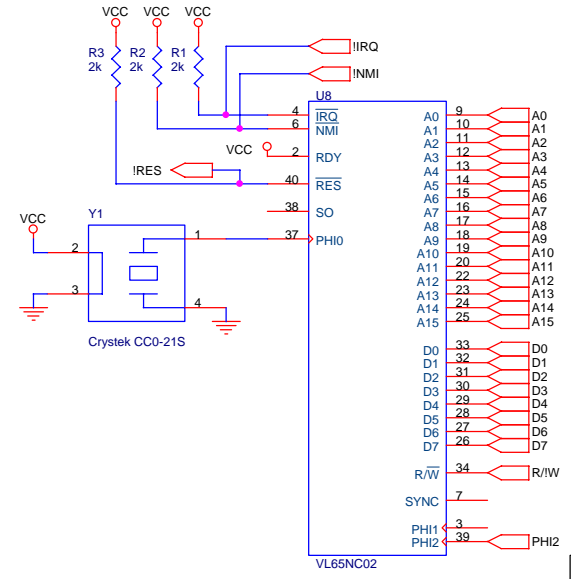 VCC VCC VCC
R3 R2 R1
2k 2k 2k
!IRQ
!NMI
U8
4 IRQ
6 NMI
VCC
2 RDY
!RES
40 RES
38 SO
37 PHI0
VCC
Y1
2 1
3 4
Crystek CC0-21S
A0 9 A0
A1 10 A1
A2 11 A2
A3 12 A3
A4 13 A4
A5 14 A5
A6 15 A6
A7 16 A7
A8 17 A8
A9 18 A9
A10 19 A10
A11 20 A11
A12 22 A12
A13 23 A13
A14 24 A14
A15 25 A15
D0 33 D0
D1 32 D1
D2 31 D2
D3 30 D3
D4 29 D4
D5 28 D5
D6 27 D6
D7 26 D7
R/W 34 R/!W
SYNC 7
PHI1 3
PHI2 39 PHI2
VL65NC02